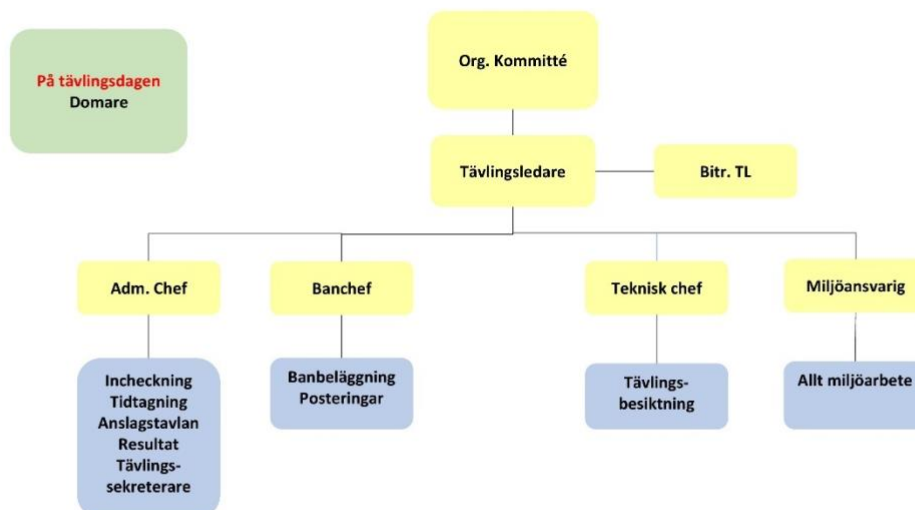 På tävlingsdagen
Domare
Org. Kommitté
Tävlingsledare
Bitr. TL
Adm. Chef
Banchef
Teknisk chef
Miljöansvarig
Incheckning
Tidtagning
Anslagstavlan
Resultat
Tävlings-
sekreterare
Banbeläggning
Posteringar
Tävlings-
besiktning
Allt miljöarbete